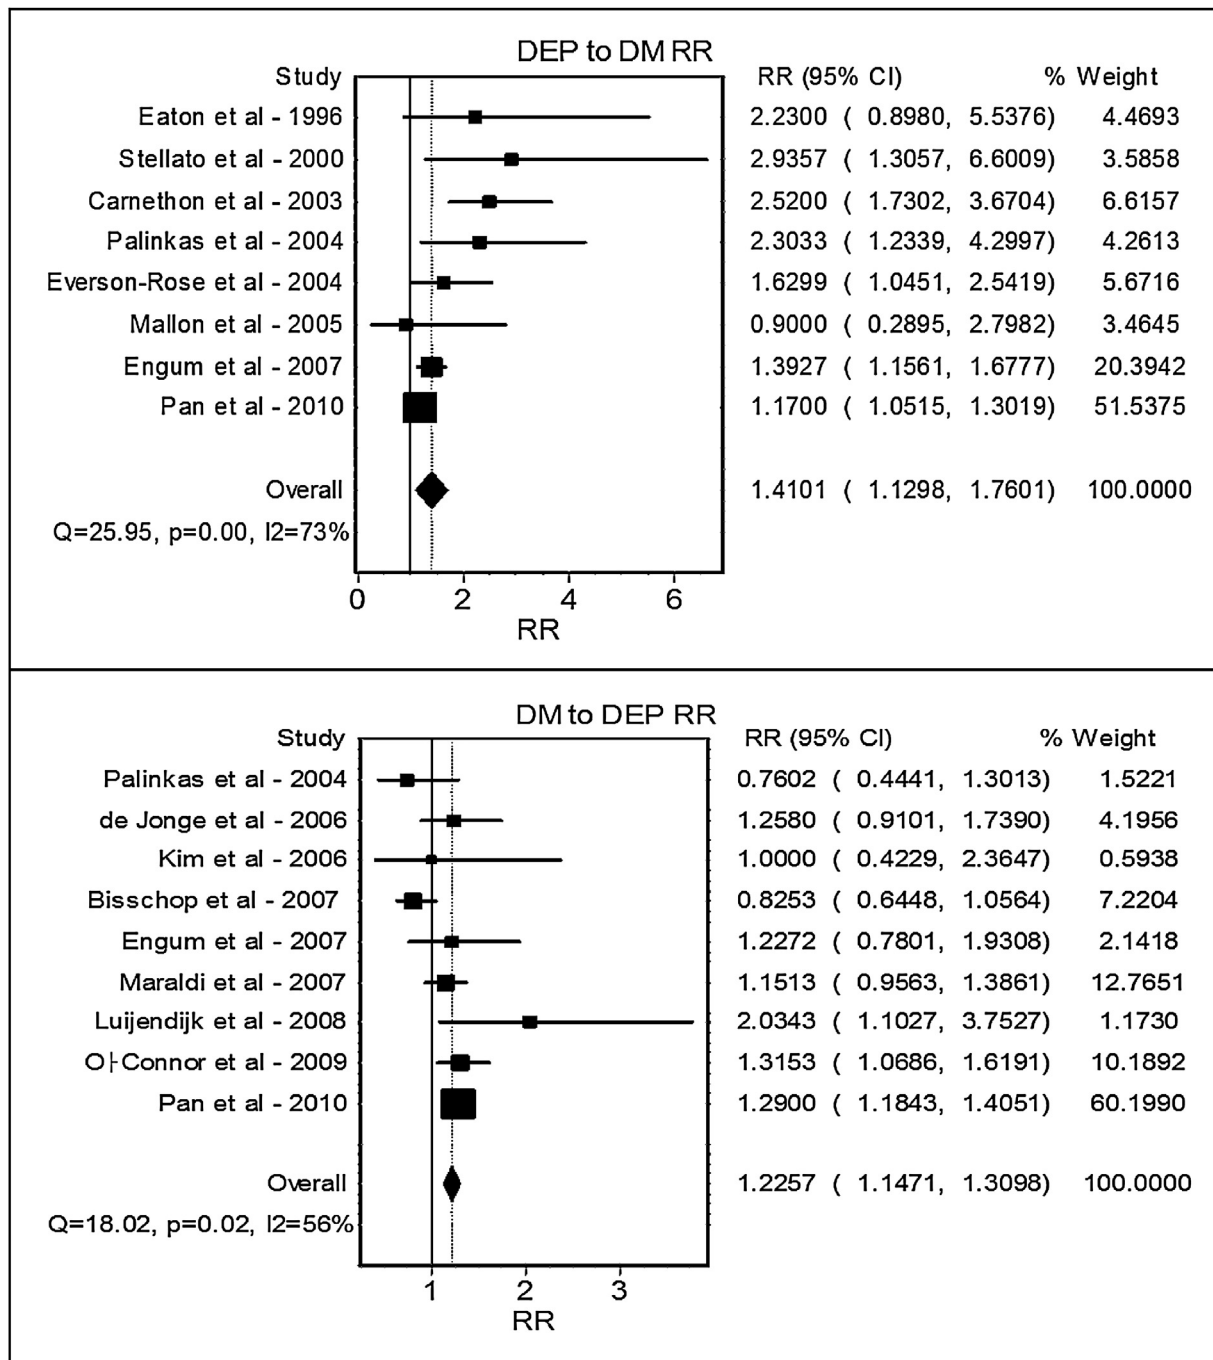 DEP to DM RR
Study RR (95% CI) % Weight
Eaton et al - 1996 2.2300 ( 0.8980, 5.5376) 4.4693
Stellato et al - 2000 2.9357 ( 1.3057, 6.6009) 3.5858
Carnethon et al - 2003 2.5200 ( 1.7302, 3.6704) 6.6157
Palinkas et al - 2004 2.3033 ( 1.2339, 4.2997) 4.2613
Everson-Rose et al - 2004 1.6299 ( 1.0451, 2.5419) 5.6716
Mallon et al - 2005 0.9000 ( 0.2895, 2.7982) 3.4645
Engum et al - 2007 1.3927 ( 1.1561, 1.6777) 20.3942
Pan et al - 2010 1.1700 ( 1.0515, 1.3019) 51.5375
Overall 1.4101 ( 1.1298, 1.7601) 100.0000
Q=25.95, p=0.00, I2=73%
0 2 4 6
RR
DM to DEP RR
Study RR (95% CI) % Weight
Palinkas et al - 2004 0.7602 ( 0.4441, 1.3013) 1.5221
de Jonge et al - 2006 1.2580 ( 0.9101, 1.7390) 4.1956
Kim et al - 2006 1.0000 ( 0.4229, 2.3647) 0.5938
Bisschop et al - 2007 0.8253 ( 0.6448, 1.0564) 7.2204
Engum et al - 2007 1.2272 ( 0.7801, 1.9308) 2.1418
Maraldi et al - 2007 1.1513 ( 0.9563, 1.3861) 12.7651
Luijendijk et al - 2008 2.0343 ( 1.1027, 3.7527) 1.1730
O├Connor et al - 2009 1.3153 ( 1.0686, 1.6191) 10.1892
Pan et al - 2010 1.2900 ( 1.1843, 1.4051) 60.1990
Overall 1.2257 ( 1.1471, 1.3098) 100.0000
Q=18.02, p=0.02, I2=56%
1 2 3
RR